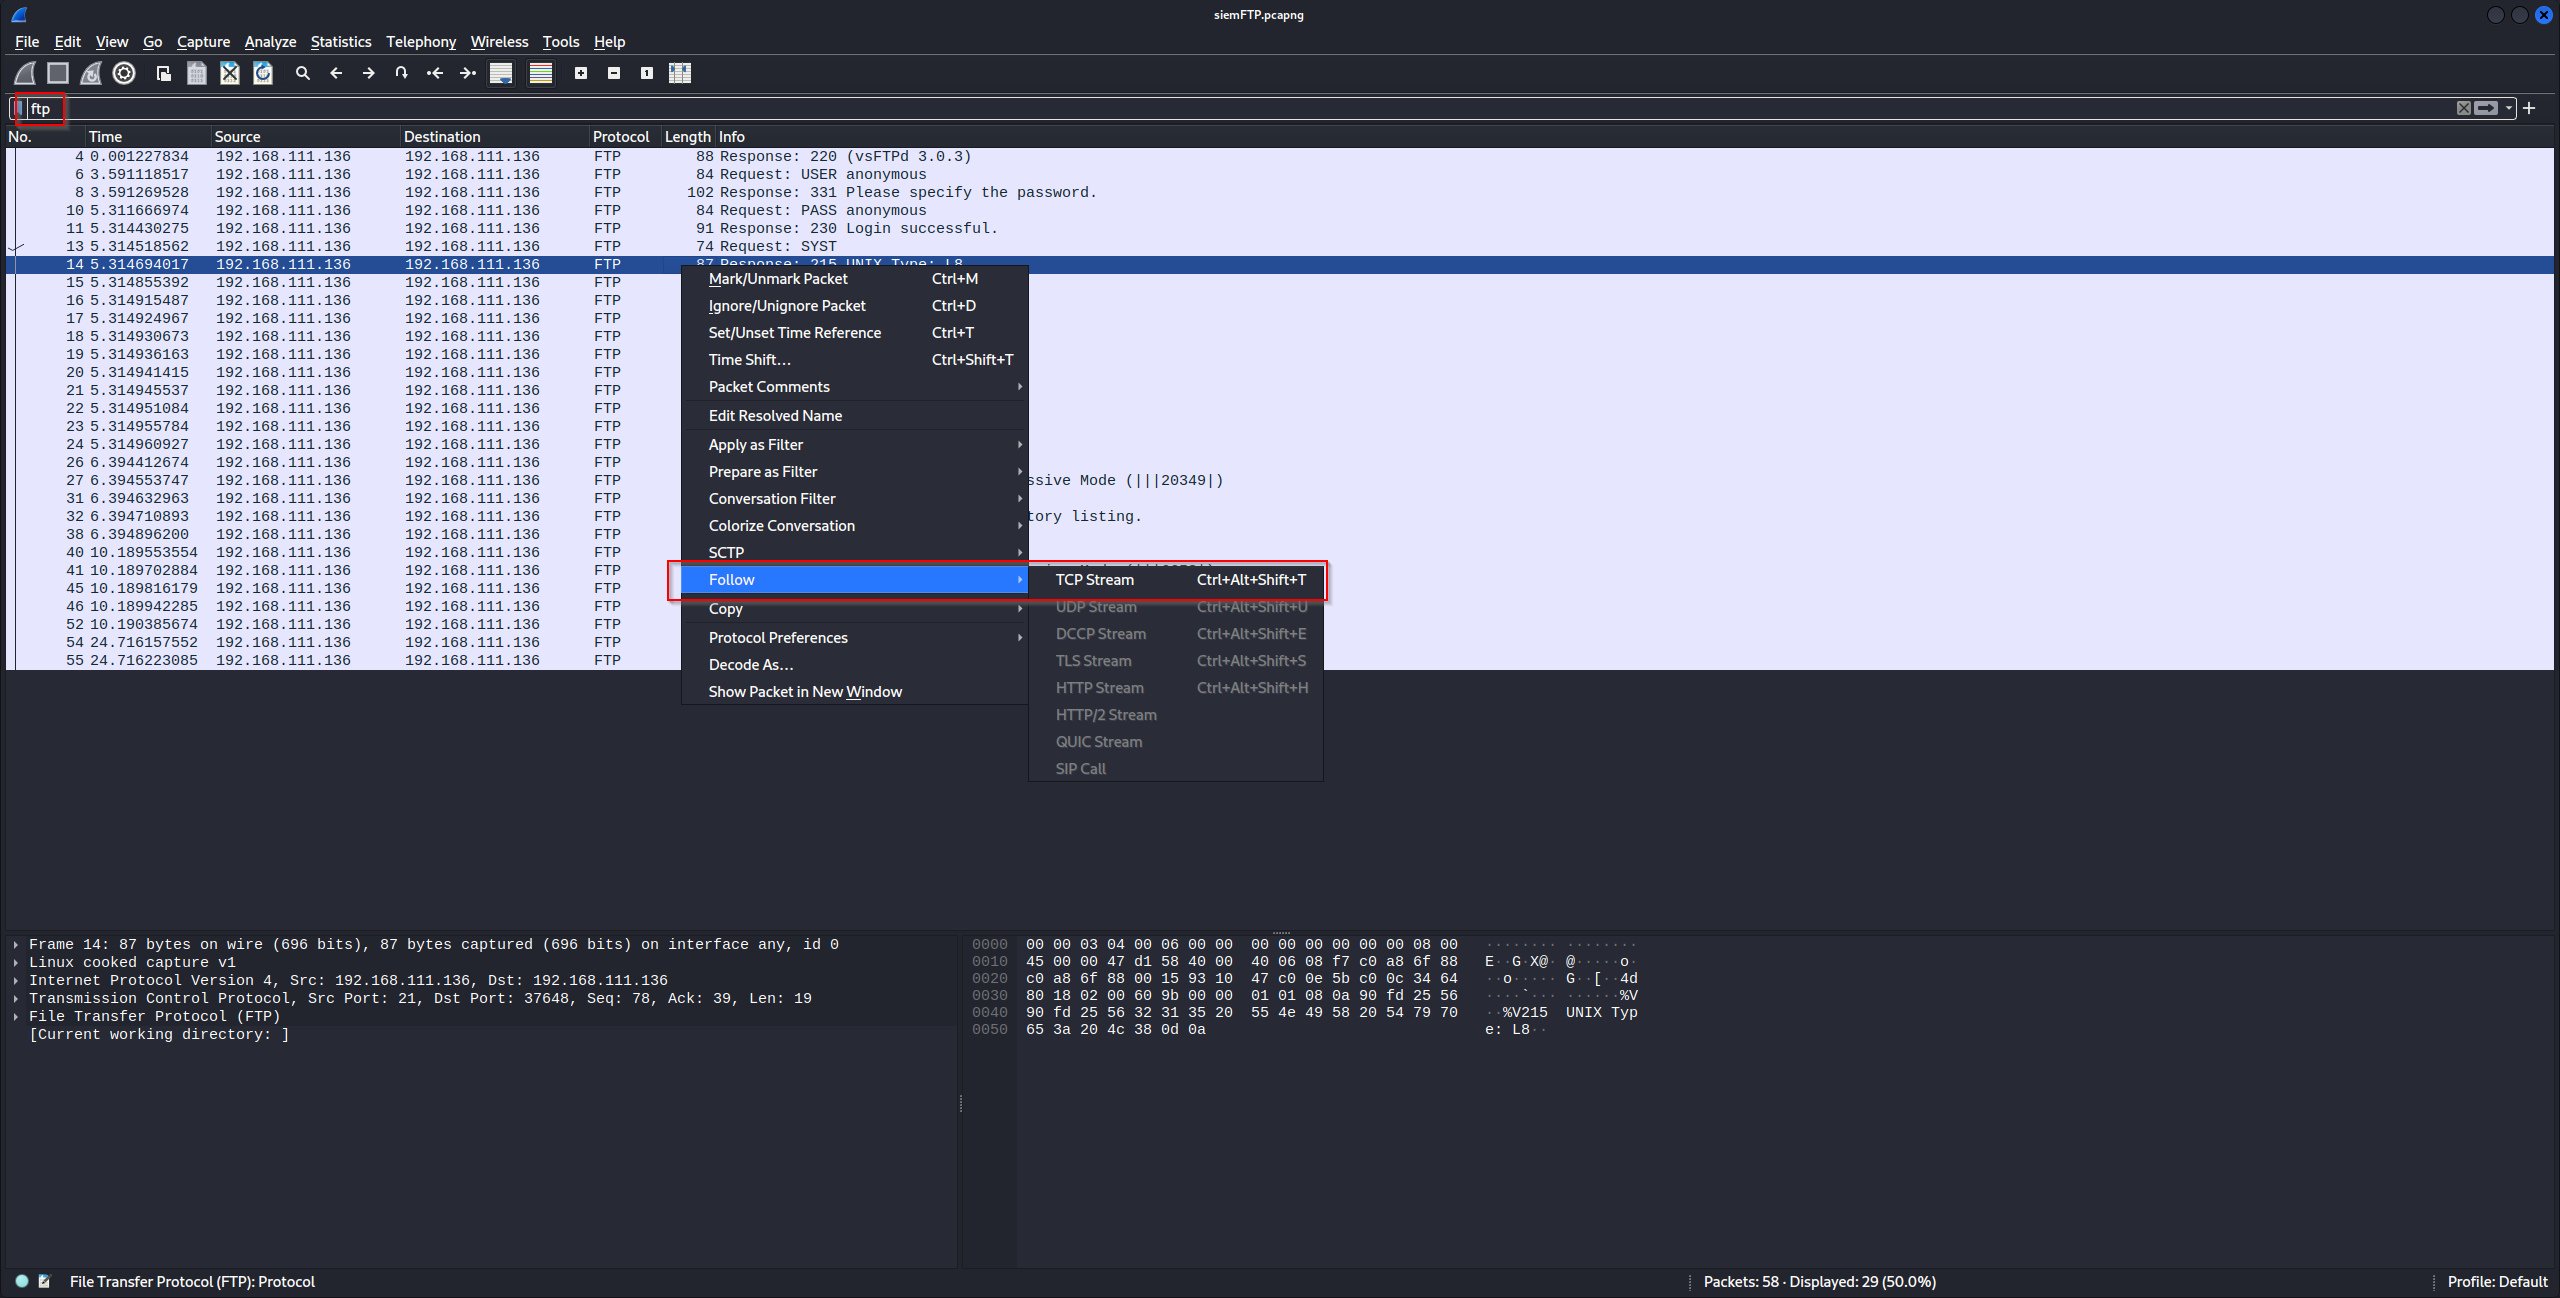 siemFTP.pcapng
File Edit View Go Capture Analyze Statistics Telephony Wireless Tools Help
ftp
No. Time Source Destination Protocol Length Info
4 0.001227834 192.168.111.136 192.168.111.136 FTP 88 Response: 220 (vsFTPd 3.0.3)
6 3.591118517 192.168.111.136 192.168.111.136 FTP 84 Request: USER anonymous
8 3.591269528 192.168.111.136 192.168.111.136 FTP 102 Response: 331 Please specify the password.
10 5.311666974 192.168.111.136 192.168.111.136 FTP 84 Request: PASS anonymous
11 5.314430275 192.168.111.136 192.168.111.136 FTP 91 Response: 230 Login successful.
13 5.314518562 192.168.111.136 192.168.111.136 FTP 74 Request: SYST
14 5.314694017 192.168.111.136 192.168.111.136 FTP 87 Response: 215 UNIX Type: L8
15 5.314855392 192.168.111.136 192.168.111.136 FTP
16 5.314915487 192.168.111.136 192.168.111.136 FTP
17 5.314924967 192.168.111.136 192.168.111.136 FTP
18 5.314930673 192.168.111.136 192.168.111.136 FTP
19 5.314936163 192.168.111.136 192.168.111.136 FTP
20 5.314941415 192.168.111.136 192.168.111.136 FTP
21 5.314945537 192.168.111.136 192.168.111.136 FTP
22 5.314951084 192.168.111.136 192.168.111.136 FTP
23 5.314955784 192.168.111.136 192.168.111.136 FTP
24 5.314960927 192.168.111.136 192.168.111.136 FTP
26 6.394412674 192.168.111.136 192.168.111.136 FTP
27 6.394553747 192.168.111.136 192.168.111.136 FTP ssive Mode (|||20349|)
31 6.394632963 192.168.111.136 192.168.111.136 FTP
32 6.394710893 192.168.111.136 192.168.111.136 FTP tory listing.
38 6.394896200 192.168.111.136 192.168.111.136 FTP
40 10.189553554 192.168.111.136 192.168.111.136 FTP
41 10.189702884 192.168.111.136 192.168.111.136 FTP
45 10.189816179 192.168.111.136 192.168.111.136 FTP
46 10.189942285 192.168.111.136 192.168.111.136 FTP
52 10.190385674 192.168.111.136 192.168.111.136 FTP
54 24.716157552 192.168.111.136 192.168.111.136 FTP
55 24.716223085 192.168.111.136 192.168.111.136 FTP
Mark/Unmark Packet Ctrl+M
Ignore/Unignore Packet Ctrl+D
Set/Unset Time Reference Ctrl+T
Time Shift... Ctrl+Shift+T
Packet Comments
Edit Resolved Name
Apply as Filter
Prepare as Filter
Conversation Filter
Colorize Conversation
SCTP
Follow
Copy
Protocol Preferences
Decode As...
Show Packet in New Window
TCP Stream Ctrl+Alt+Shift+T
UDP Stream Ctrl+Alt+Shift+U
DCCP Stream Ctrl+Alt+Shift+E
TLS Stream Ctrl+Alt+Shift+S
HTTP Stream Ctrl+Alt+Shift+H
HTTP/2 Stream
QUIC Stream
SIP Call
Frame 14: 87 bytes on wire (696 bits), 87 bytes captured (696 bits) on interface any, id 0
Linux cooked capture v1
Internet Protocol Version 4, Src: 192.168.111.136, Dst: 192.168.111.136
Transmission Control Protocol, Src Port: 21, Dst Port: 37648, Seq: 78, Ack: 39, Len: 19
File Transfer Protocol (FTP)
[Current working directory: ]
0000 00 00 03 04 00 06 00 00 00 00 00 00 00 00 08 00 ········ ········
0010 45 00 00 47 d1 58 40 00 40 06 08 f7 c0 a8 6f 88 E··G·X@· @·····o·
0020 c0 a8 6f 88 00 15 93 10 47 c0 0e 5b c0 0c 34 64 ··o····· G··[··4d
0030 80 18 02 00 60 9b 00 00 01 01 08 0a 90 fd 25 56 ····`··· ······%V
0040 90 fd 25 56 32 31 35 20 55 4e 49 58 20 54 79 70 ··%V215 UNIX Typ
0050 65 3a 20 4c 38 0d 0a e: L8··
File Transfer Protocol (FTP): Protocol Packets: 58 · Displayed: 29 (50.0%) Profile: Default